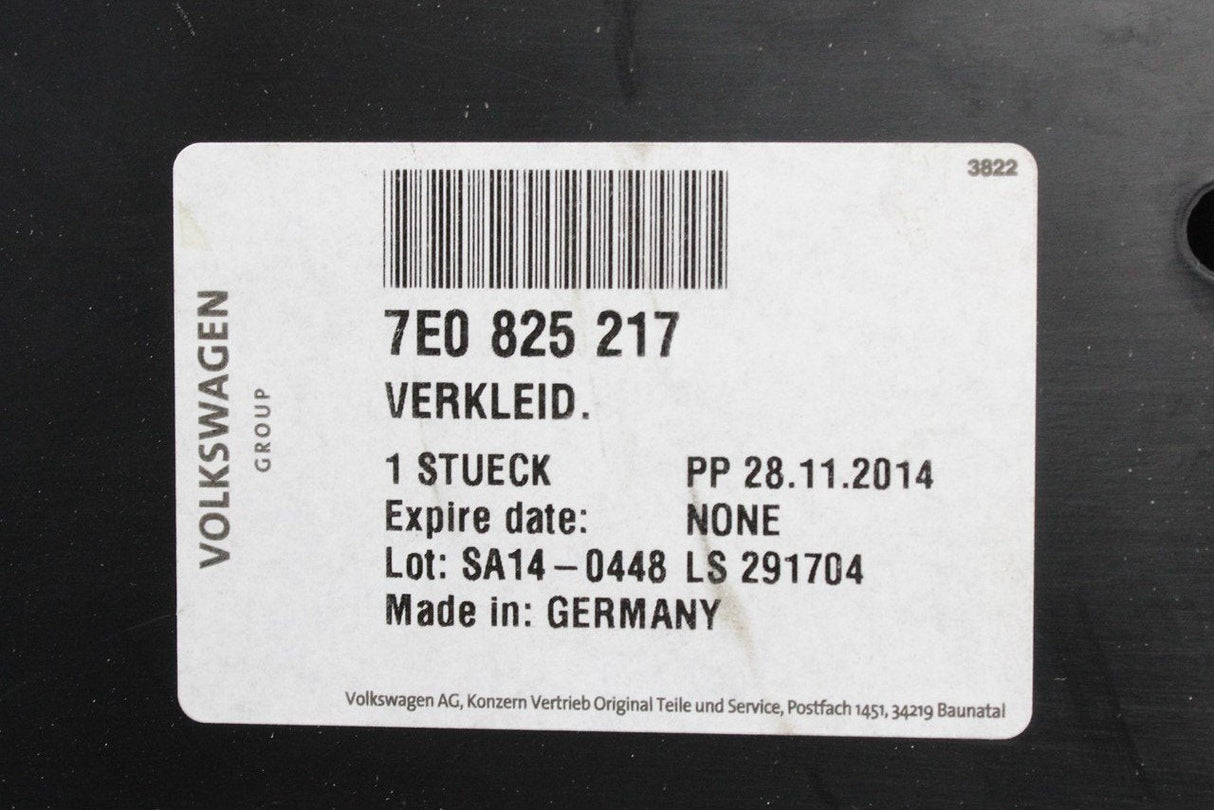 3822
VOLKSWAGEN
GROUP
7E0 825 217
VERKLEID.
1 STUECK PP 28.11.2014
Expire date: NONE
Lot: SA14-0448 LS 291704
Made in: GERMANY
Volkswagen AG, Konzern Vertrieb Original Teile und Service, Postfach 1451, 34219 Baunatal